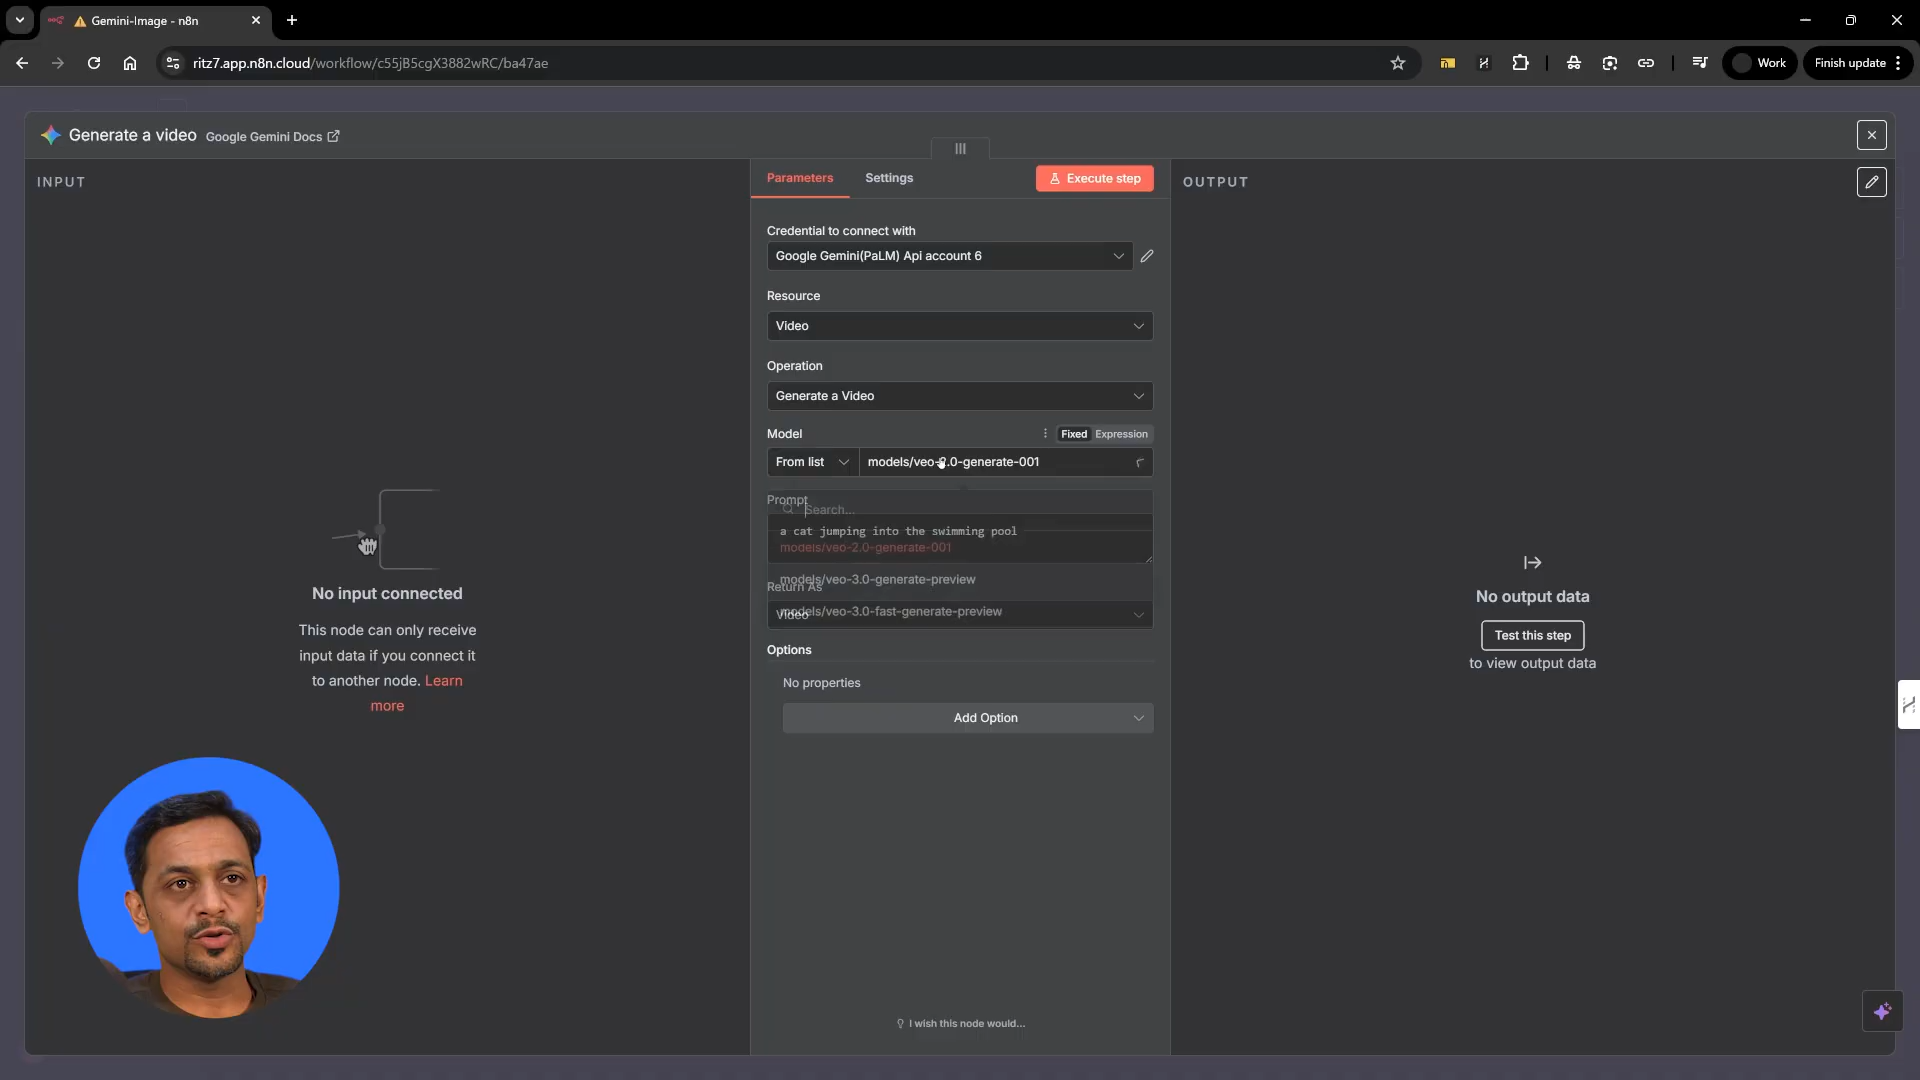 Gemini-Image - n8n
ritz7.app.n8n.cloud/workflow/c55jB5cgX3882wRC/ba47ae
Work
Finish update
Generate a video
Google Gemini Docs
INPUT
Parameters
Settings
Execute step
OUTPUT
Credential to connect with
Google Gemini(PaLM) Api account 6
Resource
Video
Operation
Generate a Video
Model
Fixed
Expression
From list
models/veo-2.0-generate-001
Prompt
Search...
a cat jumping into the swimming pool
models/veo-2.0-generate-001
models/veo-3.0-generate-preview
Return As
models/veo-3.0-fast-generate-preview
Video
Options
No properties
Add Option
I wish this node would...
No input connected
This node can only receive
input data if you connect it
to another node. Learn
more
No output data
Test this step
to view output data